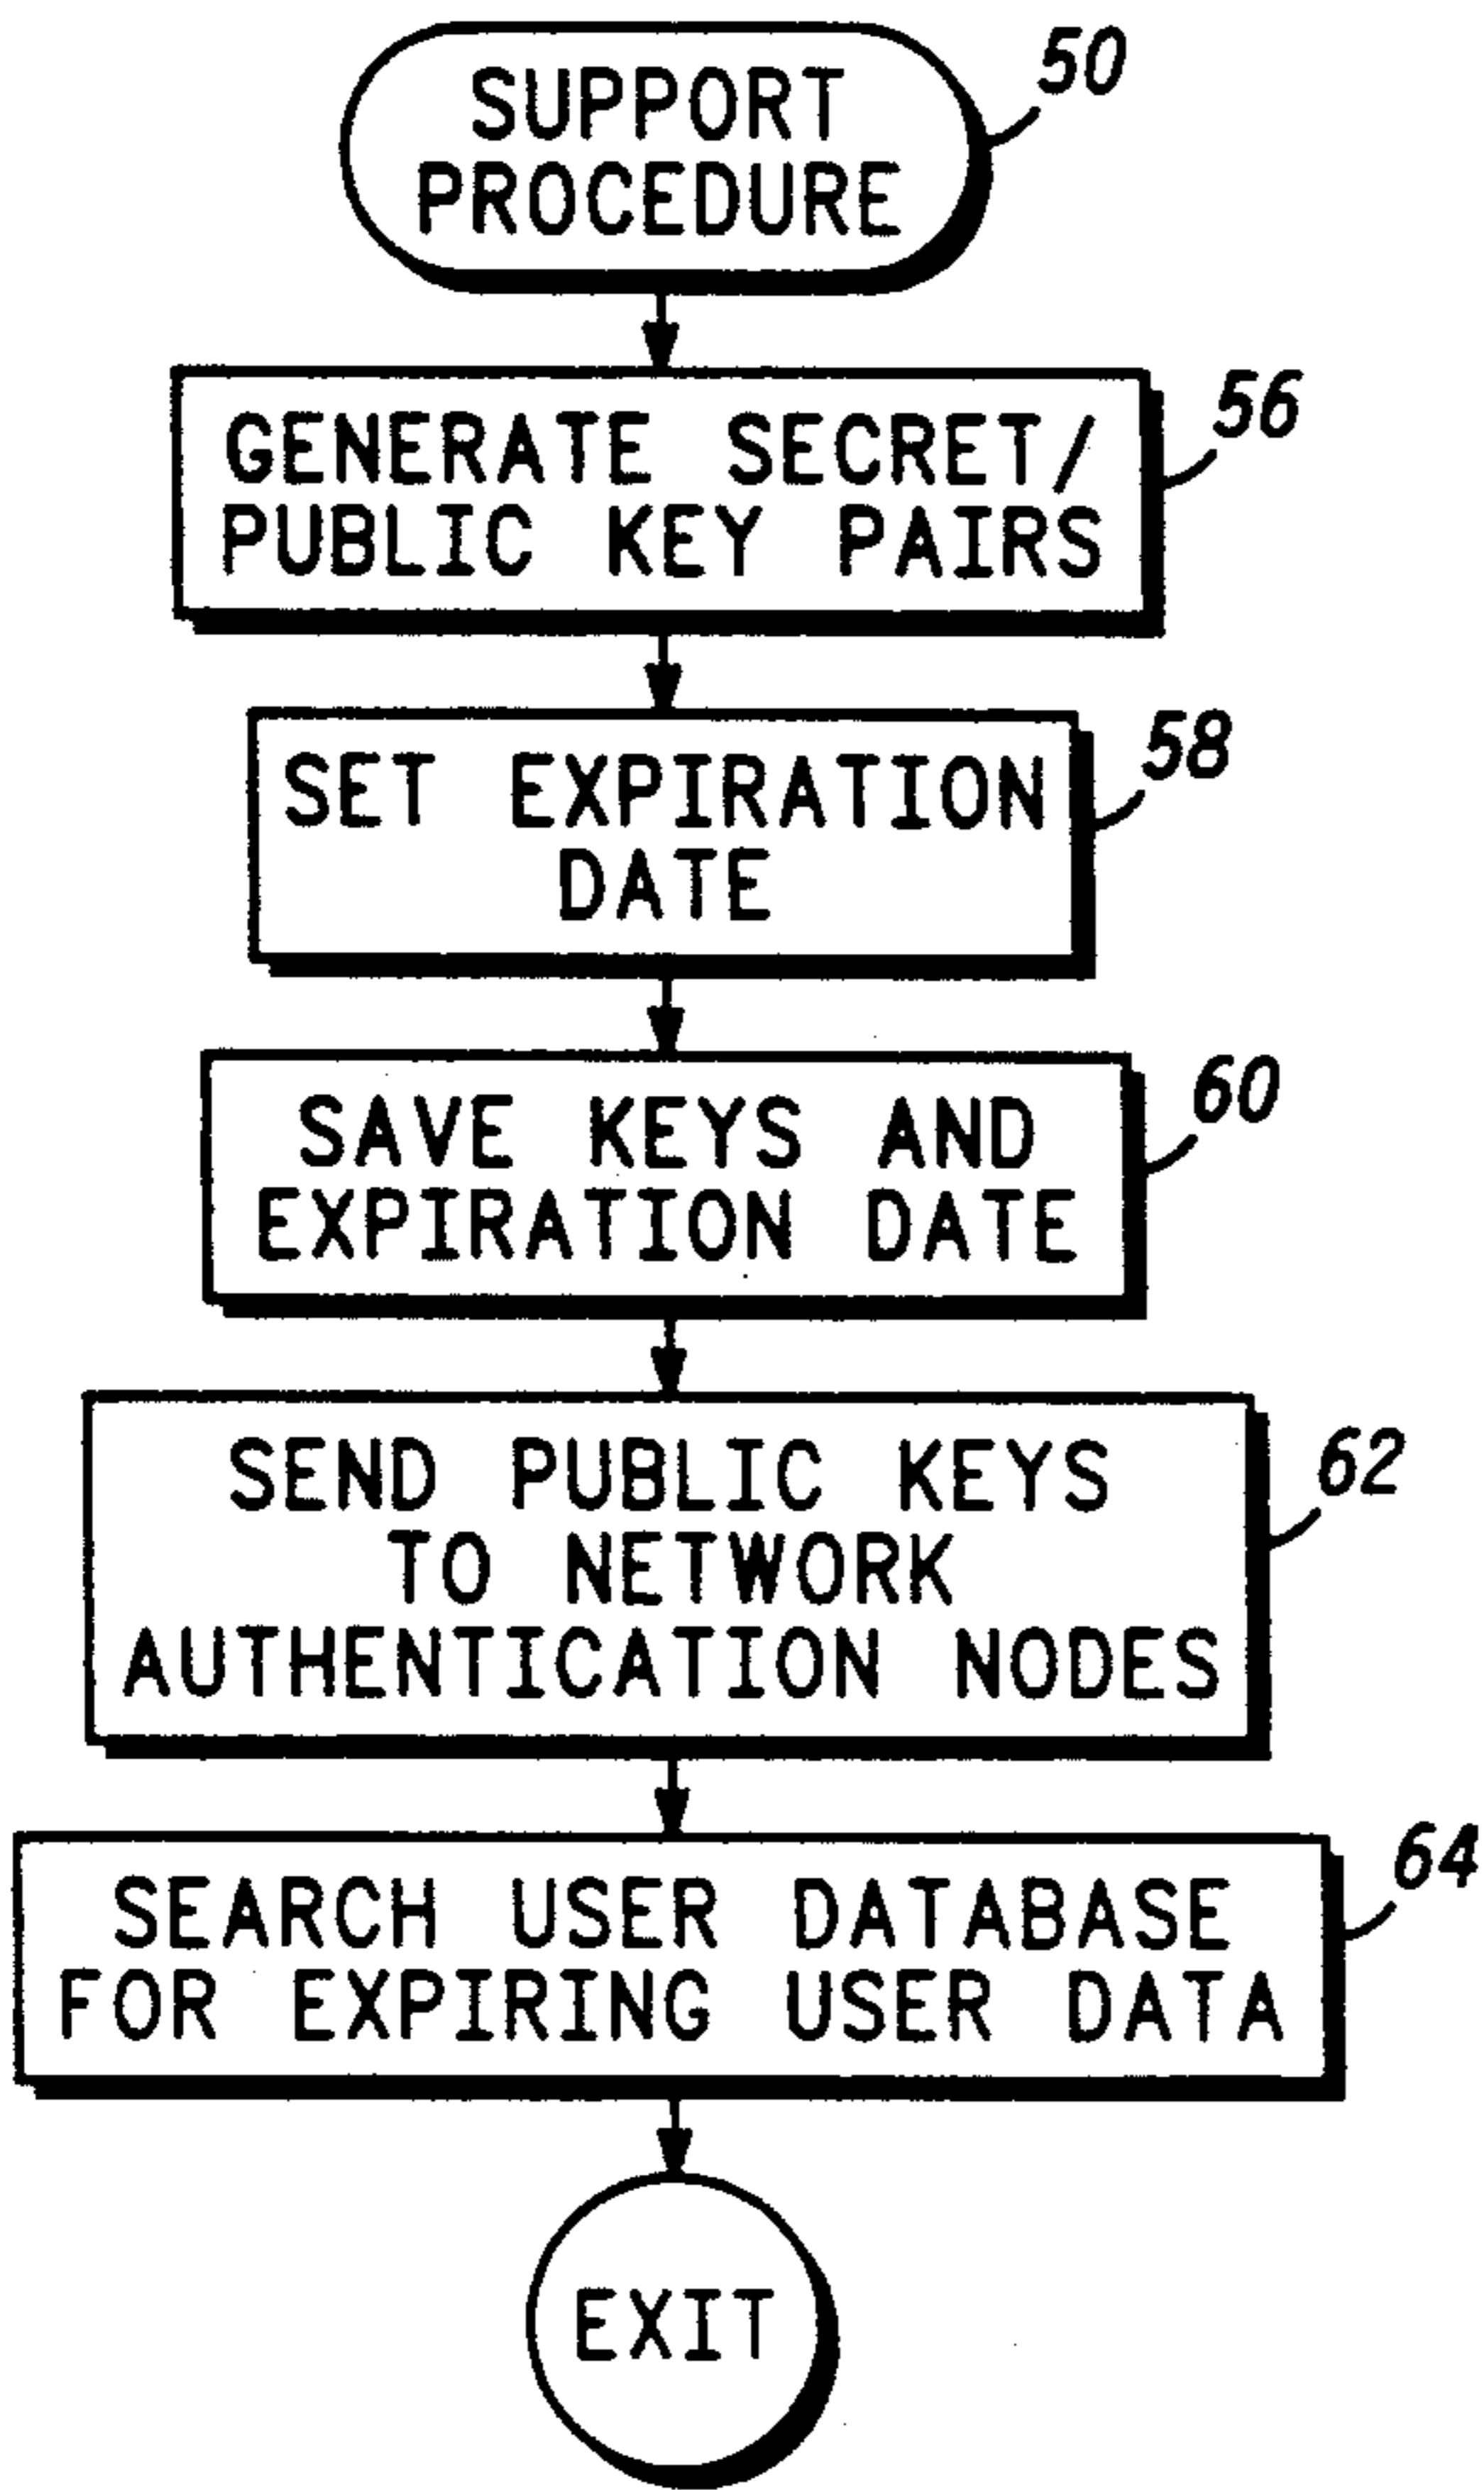 SUPPORT
PROCEDURE
50
GENERATE SECRET/
PUBLIC KEY PAIRS
56
SET EXPIRATION
DATE
58
SAVE KEYS AND
EXPIRATION DATE
60
SEND PUBLIC KEYS
TO NETWORK
AUTHENTICATION NODES
62
SEARCH USER DATABASE
FOR EXPIRING USER DATA
64
EXIT